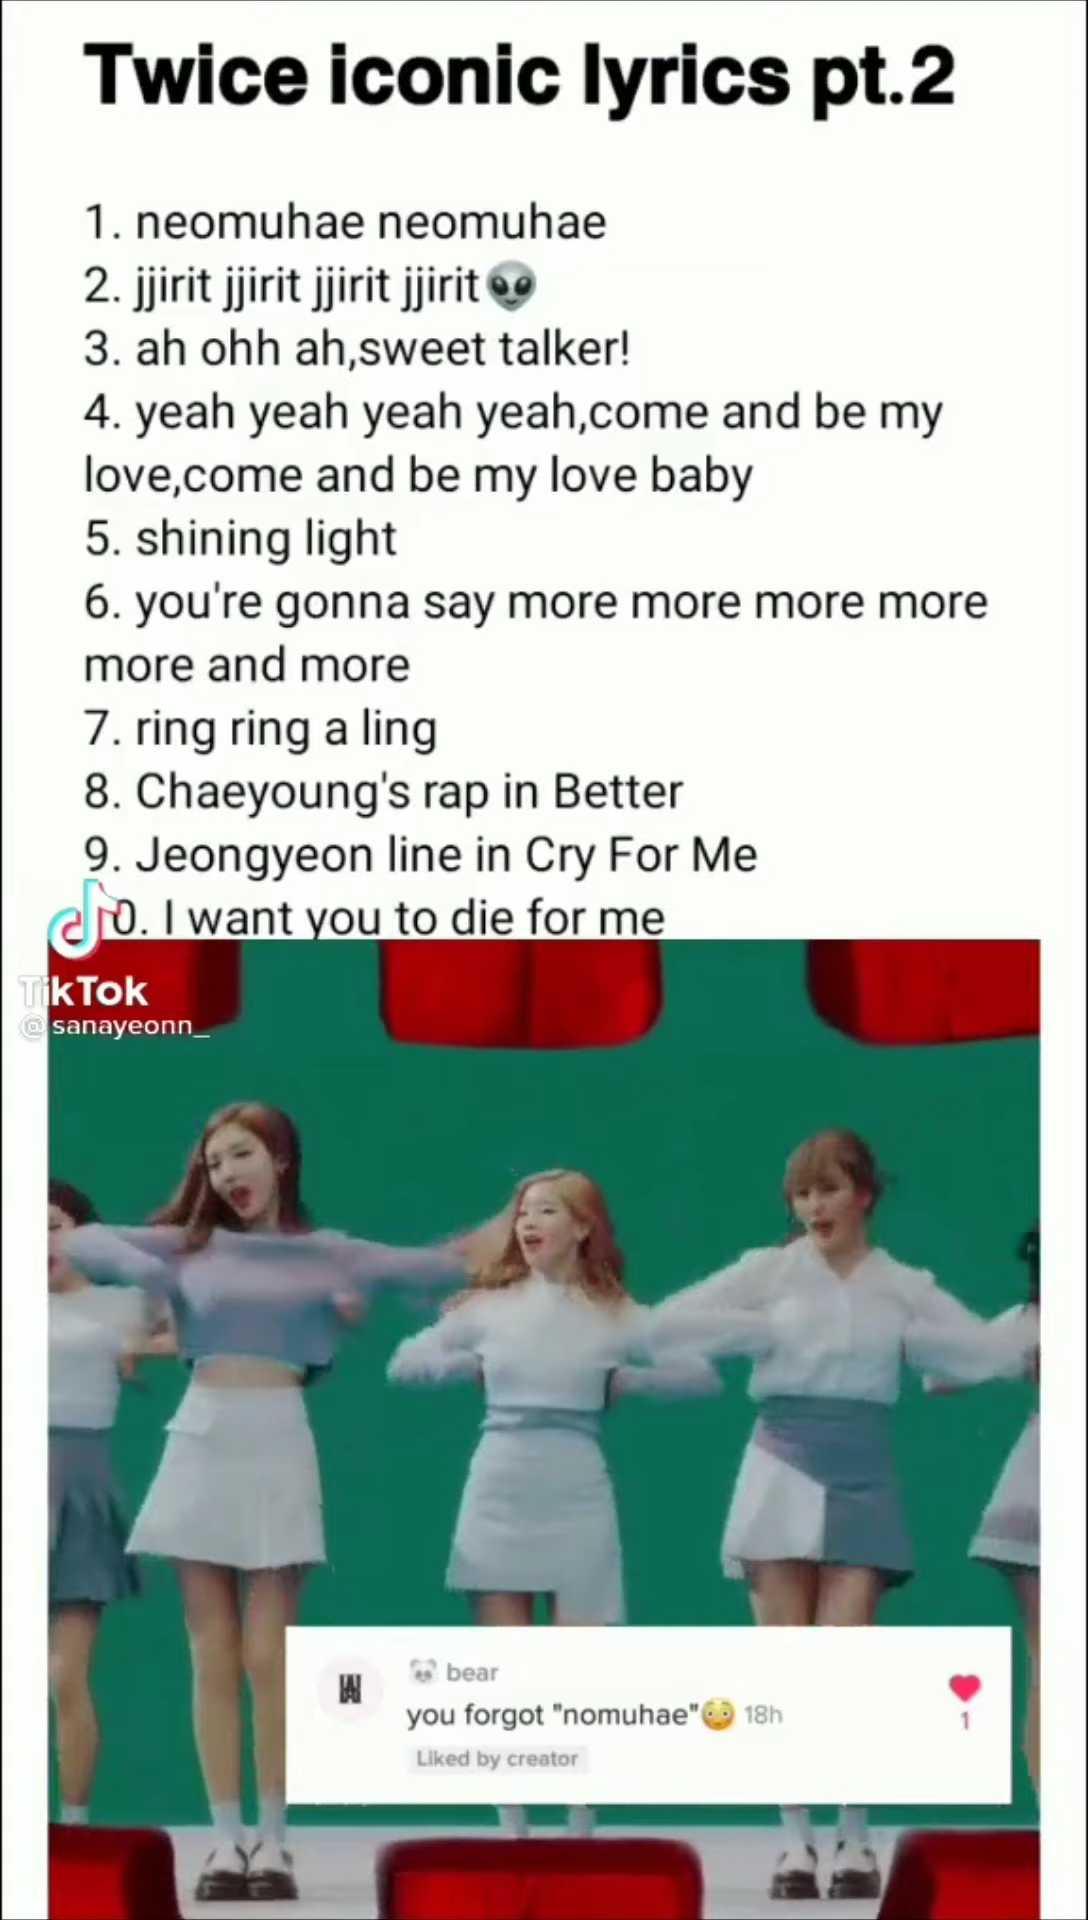 Twice iconic lyrics pt.2
1. neomuhae neomuhae
2. jjirit jjirit jjirit jjirit👽
3. ah ohh ah,sweet talker!
4. yeah yeah yeah yeah,come and be my
love,come and be my love baby
5. shining light
6. you're gonna say more more more more
more and more
7. ring ring a ling
8. Chaeyoung's rap in Better
9. Jeongyeon line in Cry For Me
0. I want you to die for me
TikTok
@sanayeonn_
🐼 bear
you forgot "nomuhae"😳 18h
1
Liked by creator